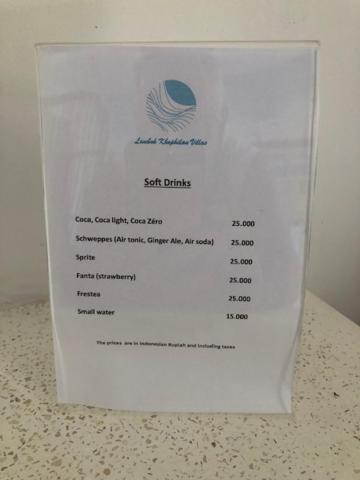 Lombok Khuphilau Villas
Soft Drinks
Coca, Coca light, Coca Zéro 25.000
Schweppes (Air tonic, Ginger Ale, Air soda) 25.000
Sprite 25.000
Fanta (strawberry) 25.000
Frestea 25.000
Small water 15.000
The prices are in Indonesian Rupiah and including taxes